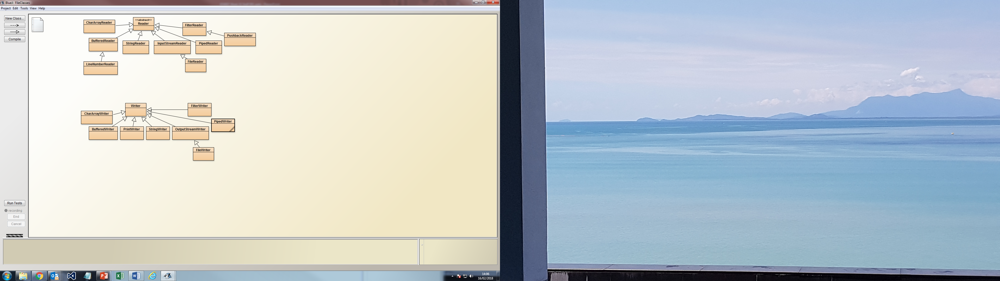 BlueJ: FileClasses
Project Edit Tools View Help
New Class...
Compile
CharArrayReader
<<abstract>>
Reader
FilterReader
PushbackReader
BufferedReader
StringReader
InputStreamReader
PipedReader
LineNumberReader
FileReader
Writer
FilterWriter
CharArrayWriter
PipedWriter
BufferedWriter
PrintWriter
StringWriter
OutputStreamWriter
FileWriter
Run Tests
recording
End
Cancel
14:06
16/02/2018